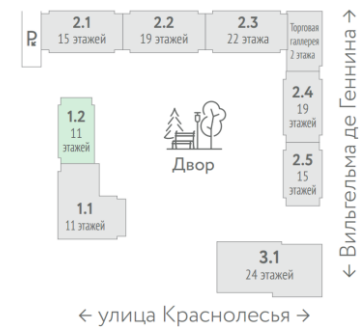 2.1
15 этажей
2.2
19 этажей
2.3
22 этажа
Торговая
галлерея
2 этажа
P
1.2
11
этажей
Двор
2.4
19
этажей
2.5
15
этажей
1.1
11 этажей
3.1
24 этажей
← улица Краснолесья →
← Вильгельма де Геннина →